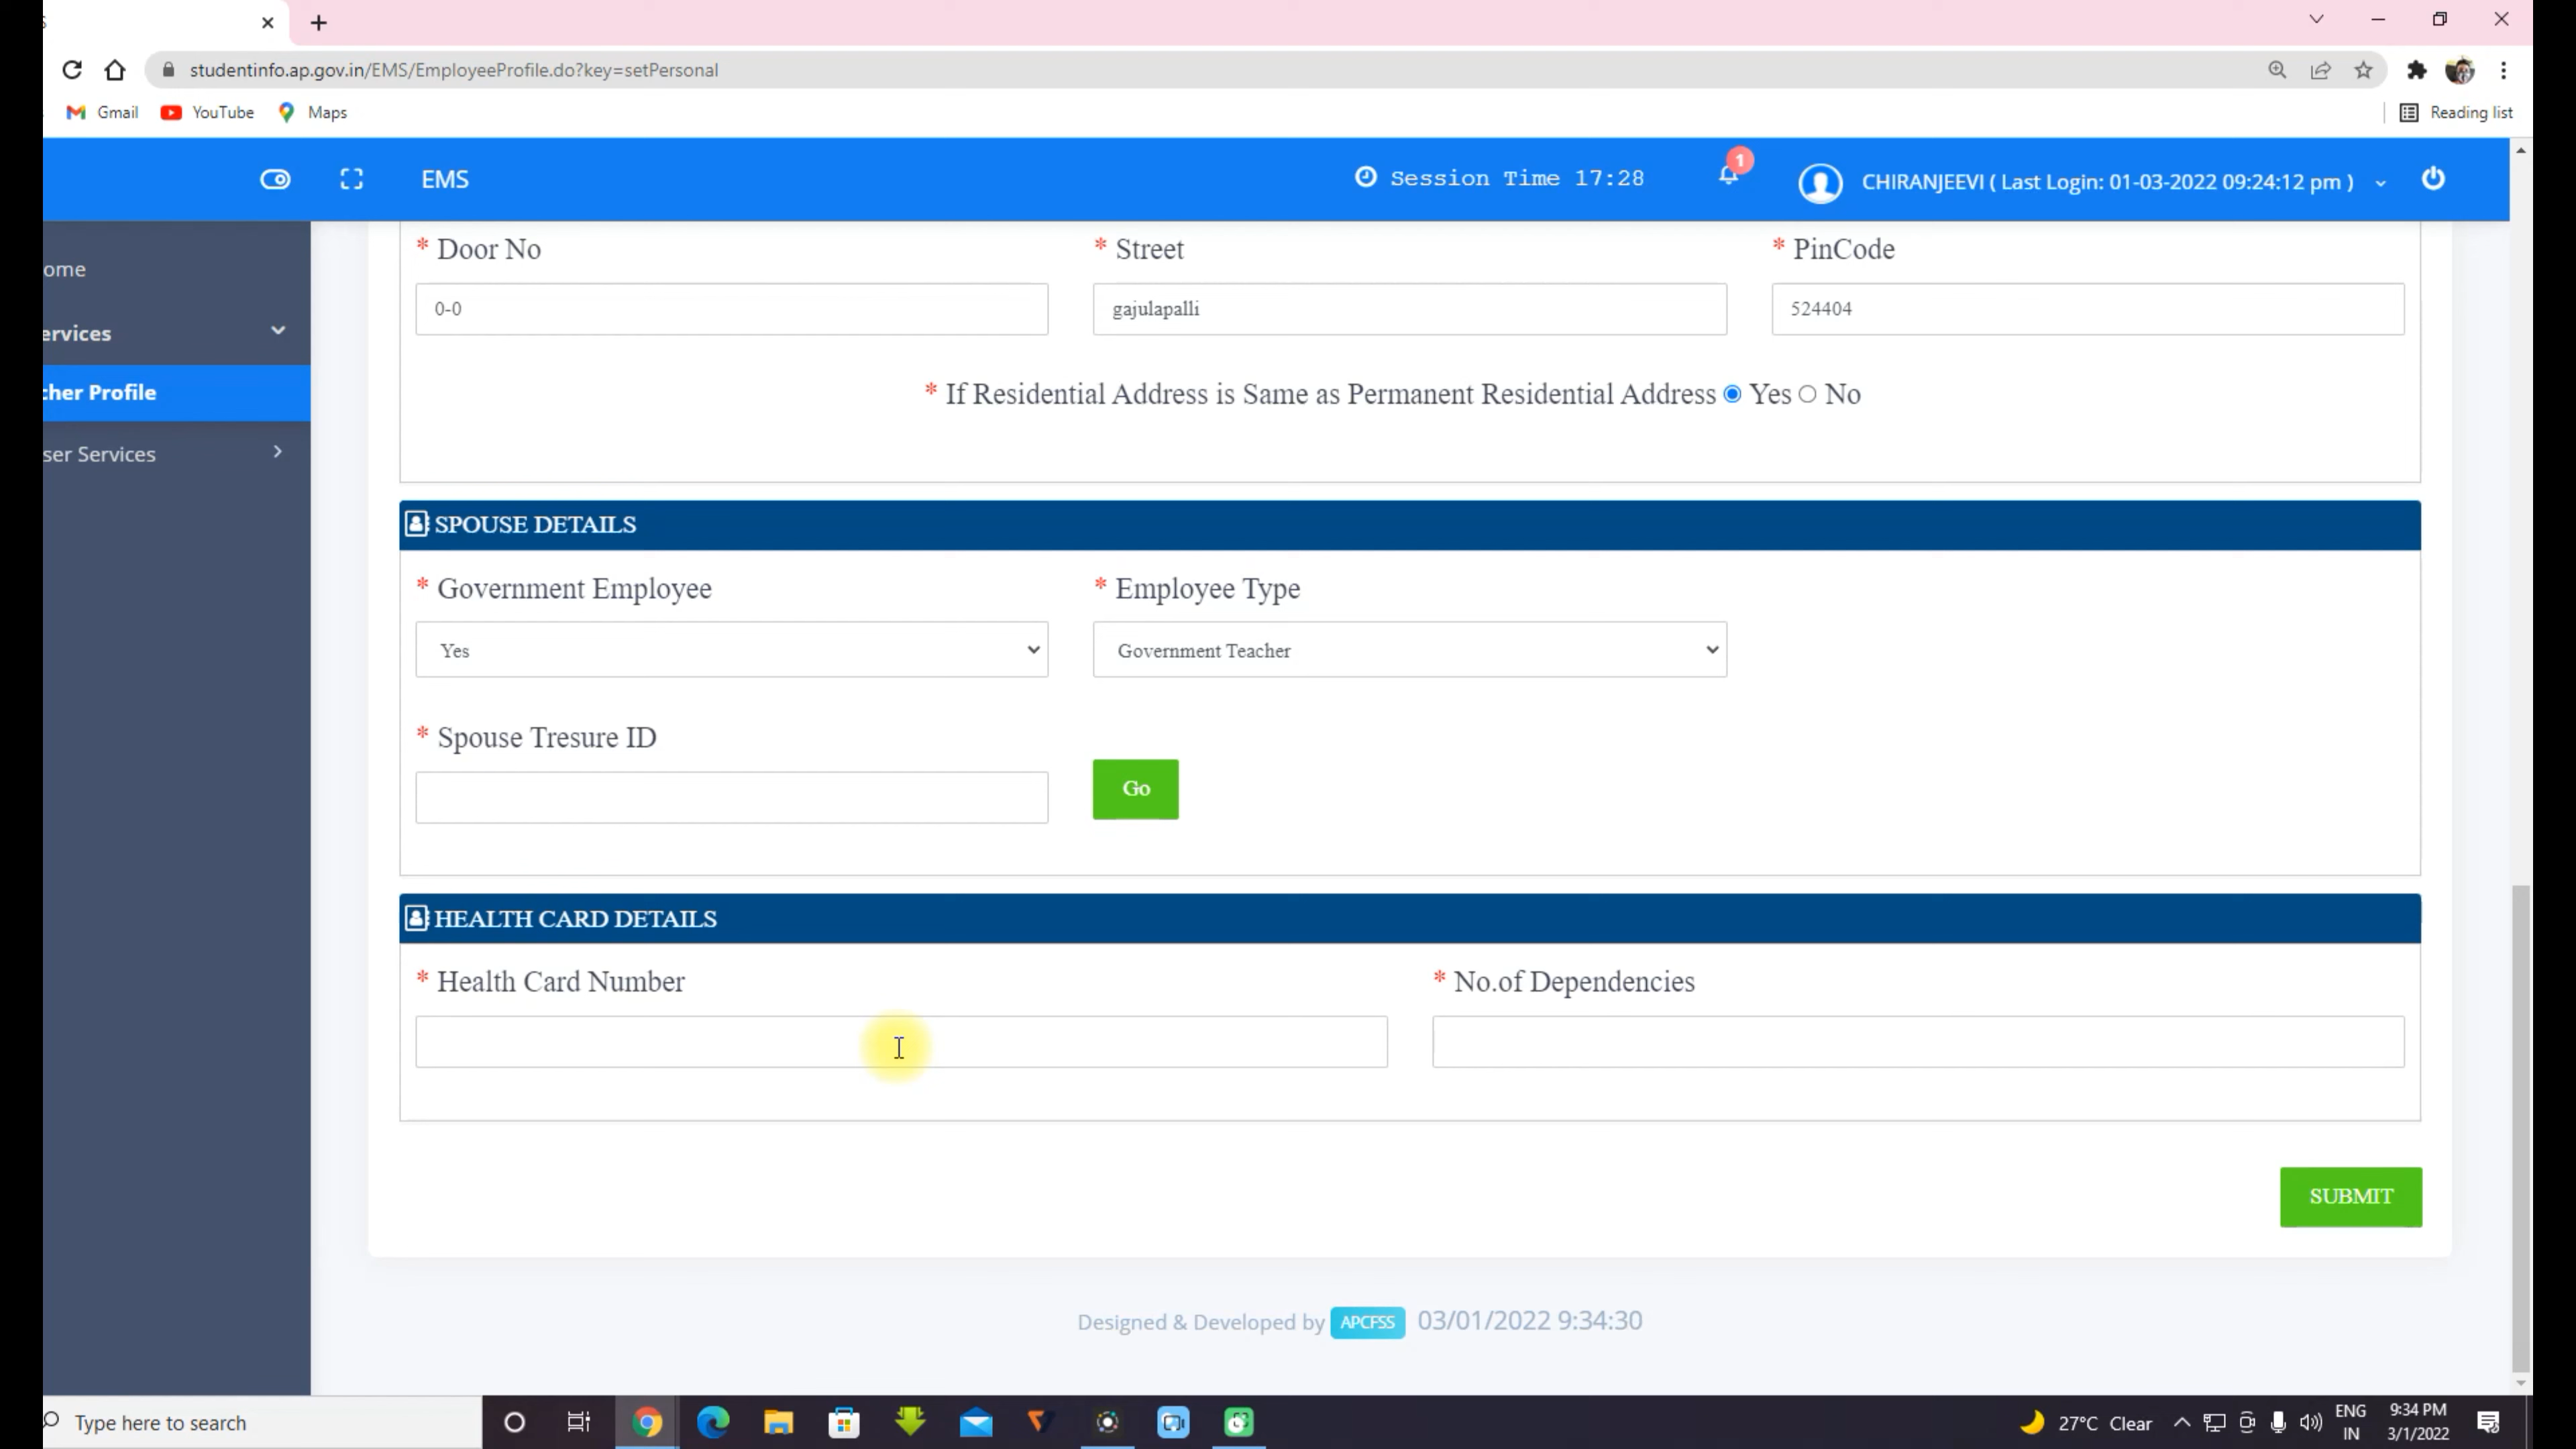 S
studentinfo.ap.gov.in/EMS/EmployeeProfile.do?key=setPersonal
Gmail YouTube Maps Reading list
EMS Session Time 17:28 1 CHIRANJEEVI ( Last Login: 01-03-2022 09:24:12 pm )
ome
ervices
cher Profile
ser Services
* Door No * Street * PinCode
0-0 gajulapalli 524404
* If Residential Address is Same as Permanent Residential Address Yes No
SPOUSE DETAILS
* Government Employee * Employee Type
Yes Government Teacher
* Spouse Tresure ID
Go
HEALTH CARD DETAILS
* Health Card Number * No.of Dependencies
SUBMIT
Designed & Developed by APCFSS 03/01/2022 9:34:30
Type here to search 27°C Clear ENG IN 9:34 PM 3/1/2022